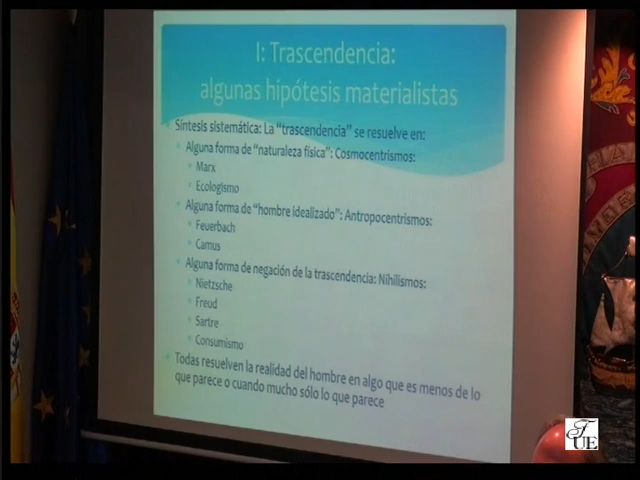 I: Trascendencia:
algunas hipótesis materialistas
Síntesis sistemática: La "trascendencia" se resuelve en:
Alguna forma de "naturaleza física": Cosmocentrismos:
Marx
Ecologismo
Alguna forma de "hombre idealizado": Antropocentrismos:
Feuerbach
Camus
Alguna forma de negación de la trascendencia: Nihilismos:
Nietzsche
Freud
Sartre
Consumismo
Todas resuelven la realidad del hombre en algo que es menos de lo
que parece o cuando mucho sólo lo que parece
UE